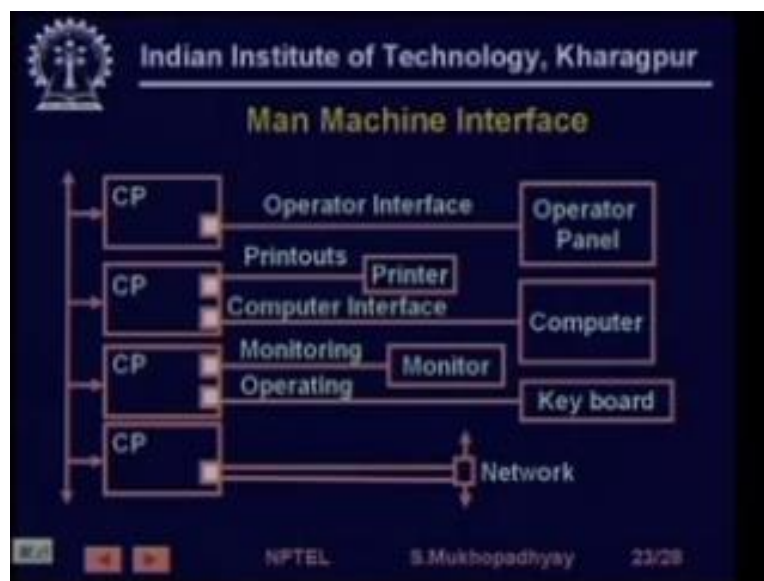 Indian Institute of Technology, Kharagpur
Man Machine Interface
CP
Operator Interface
Operator
Panel
Printouts
Printer
CP
Computer Interface
Computer
Monitoring
CP
Monitor
Operating
Key board
CP
Network
NPTEL
S.Mukhopadhyay
23/28